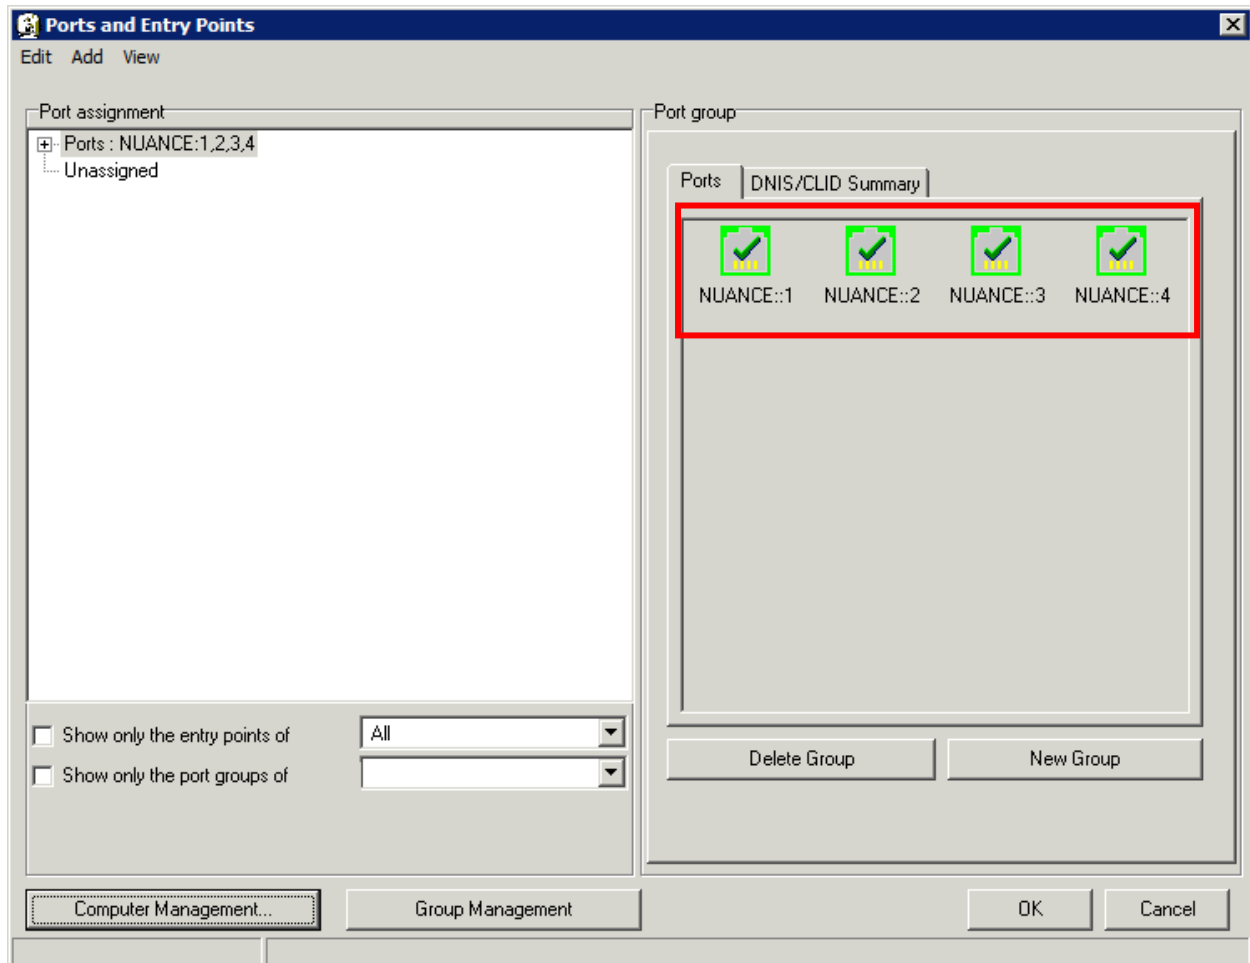 Ports and Entry Points
Edit Add View
Port assignment
Ports : NUANCE:1,2,3,4
Unassigned
Show only the entry points of All
Show only the port groups of
Port group
Ports DNIS/CLID Summary
NUANCE::1 NUANCE::2 NUANCE::3 NUANCE::4
Delete Group New Group
Computer Management... Group Management OK Cancel